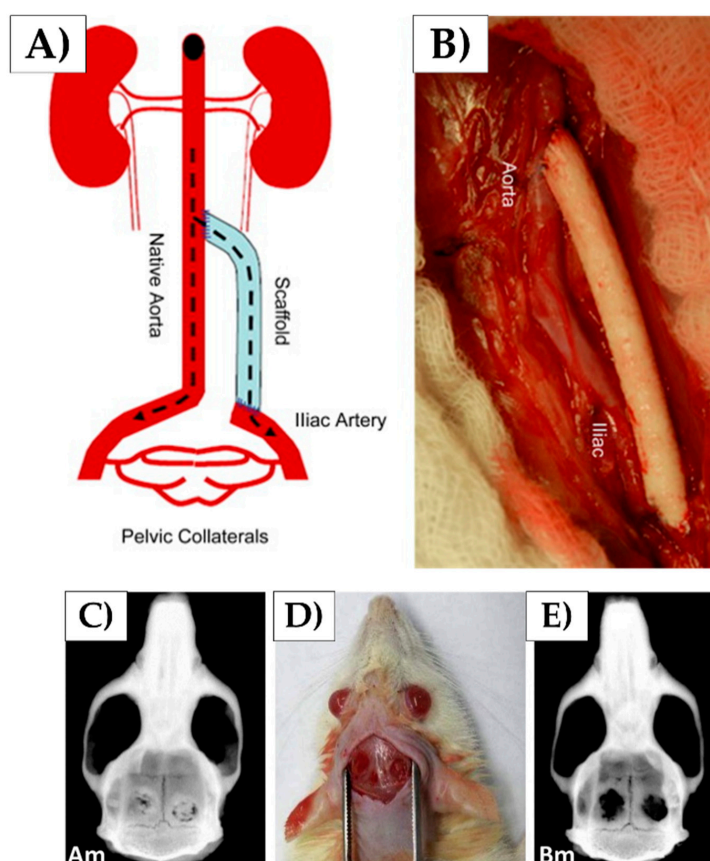 A)
B)
Native Aorta
Scaffold
Iliac Artery
Pelvic Collaterals
Aorta
Iliac
C)
D)
E)
Am
Bm